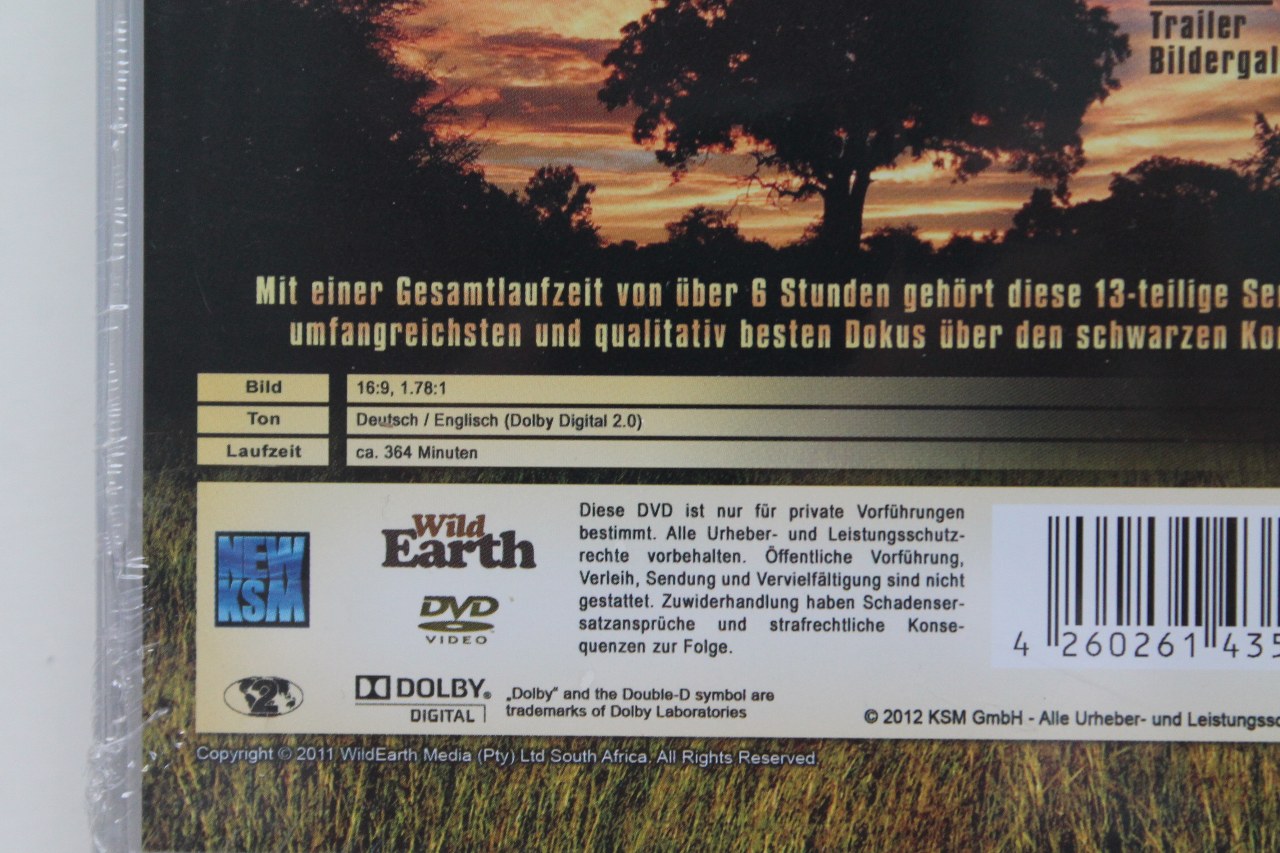 Trailer
Mit einer Gesamtlaufzeit von über 6 Stunden gehört diese 13-teilige
umfangreichsten und qualitativ besten Dokus über den schwarzen
Bild
16:9, 1.78:1
Ton
Deutsch / Englisch (Dolby Digital 2.0)
Laufzeit
ca. 364 Minuten
NEW
KSM
Wild
Earth
DVD
VIDEO
Diese DVD ist nur für private Vorführungen
bestimmt. Alle Urheber- und Leistungsschutz-
rechte vorbehalten. Öffentliche Vorführung,
Verleih, Sendung und Vervielfältigung sind nicht
gestattet. Zuwiderhandlung haben Schadenser-
satzansprüche und strafrechtliche Konse-
quenzen zur Folge.
4 260261 435
2
DOLBY
DIGITAL
„Dolby“ and the Double-D symbol are
trademarks of Dolby Laboratories
© 2012 KSM GmbH - Alle Urheber- und
Copyright © 2011 WildEarth Media (Pty) Ltd South Africa. All Rights Reserved.